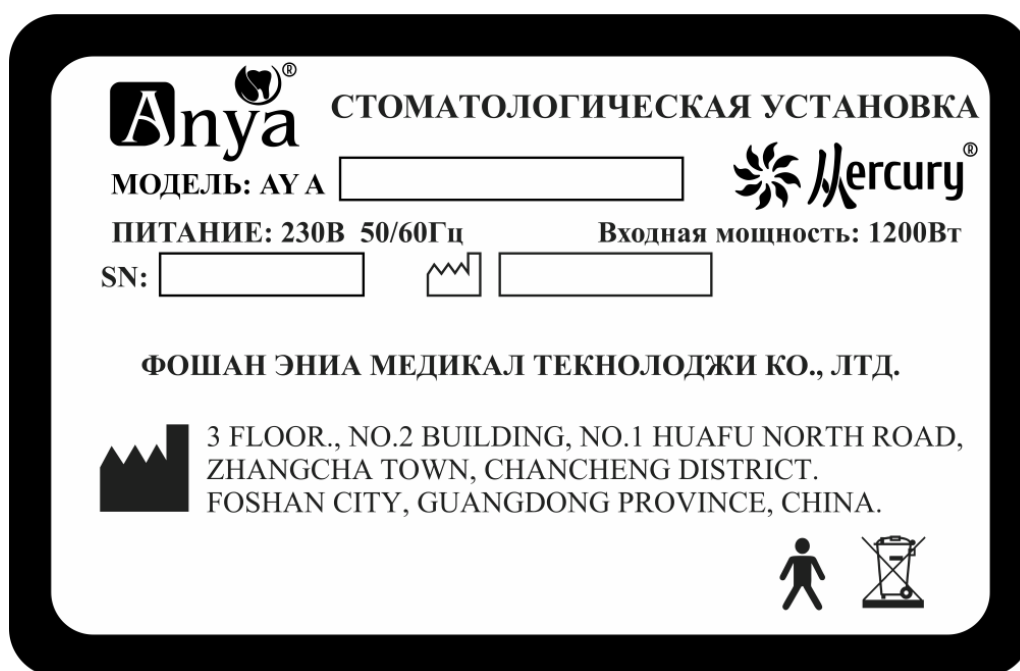 Anya®
СТОМАТОЛОГИЧЕСКАЯ УСТАНОВКА
МОДЕЛЬ: AY A
Mercury®
ПИТАНИЕ: 230В 50/60Гц
Входная мощность: 1200Вт
SN:
ФОШАН ЭНИА МЕДИКАЛ ТЕКНОЛОДЖИ КО., ЛТД.
3 FLOOR., NO.2 BUILDING, NO.1 HUAFU NORTH ROAD,
ZHANGCHA TOWN, CHANCHENG DISTRICT.
FOSHAN CITY, GUANGDONG PROVINCE, CHINA.